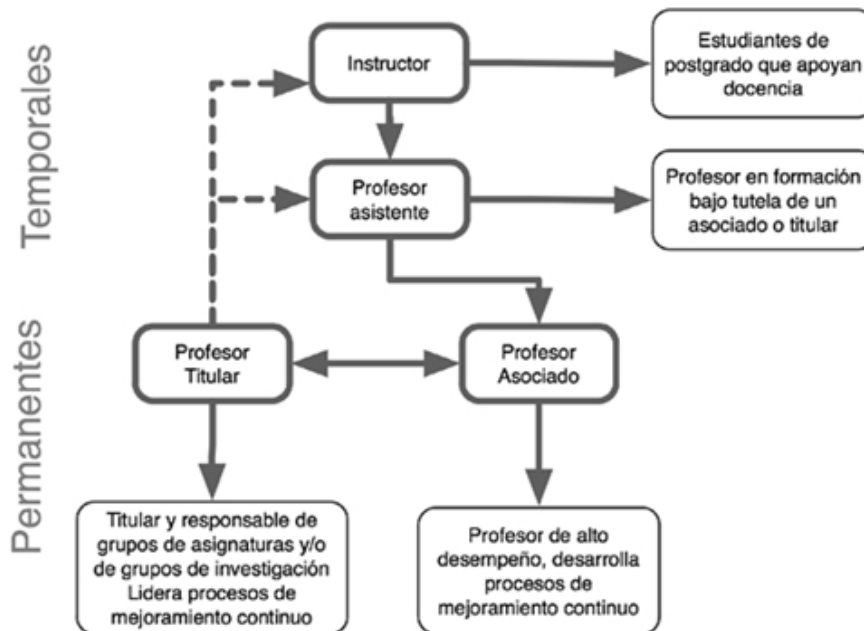 Temporales
Instructor
Estudiantes de
postgrado que apoyan
docencia
Profesor
asistente
Profesor en formación
bajo tutela de un
asociado o titular
Permanentes
Profesor
Titular
Profesor
Asociado
Titular y responsable de
grupos de asignaturas y/o
de grupos de investigación
Lidera procesos de
mejoramiento continuo
Profesor de alto
desempeño, desarrolla
procesos de
mejoramiento continuo